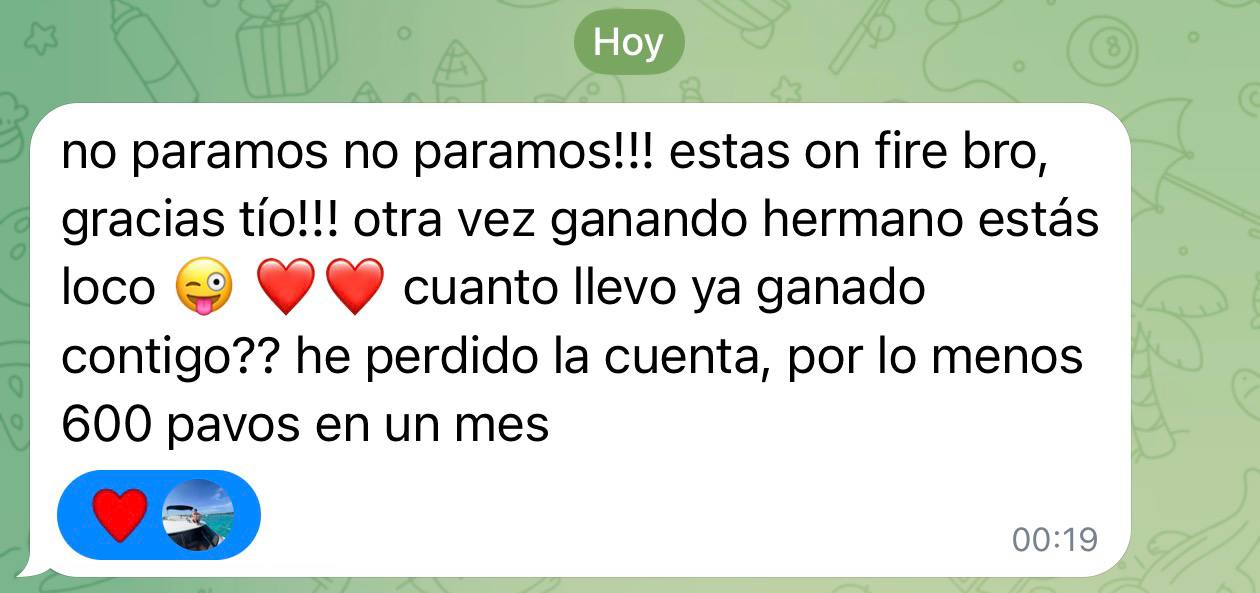 Hoy
no paramos no paramos!!! estas on fire bro,
gracias tío!!! otra vez ganando hermano estás
loco 😜 ❤️❤️ cuanto llevo ya ganado
contigo?? he perdido la cuenta, por lo menos
600 pavos en un mes
❤️
00:19